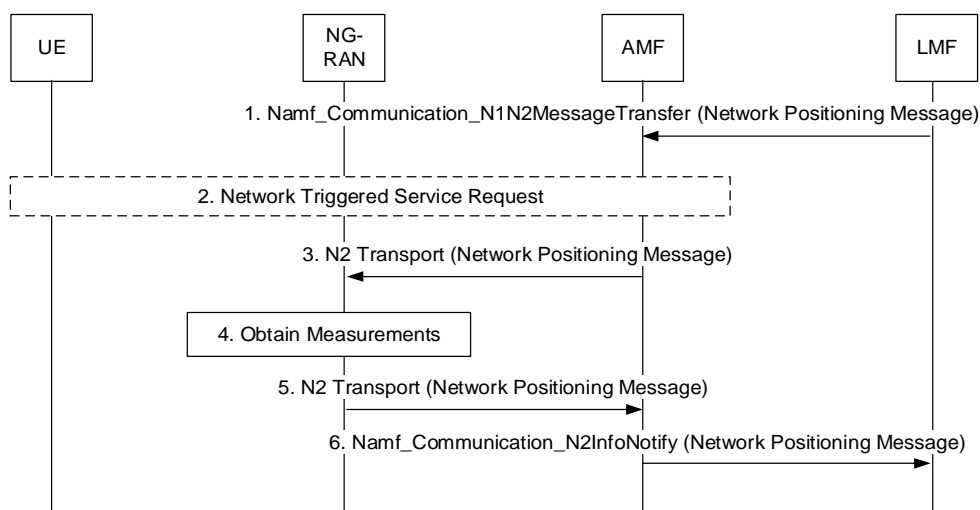 UE
NG-
RAN
AMF
LMF
1. Namf_Communication_N1N2MessageTransfer (Network Positioning Message)
2. Network Triggered Service Request
3. N2 Transport (Network Positioning Message)
4. Obtain Measurements
5. N2 Transport (Network Positioning Message)
6. Namf_Communication_N2InfoNotify (Network Positioning Message)